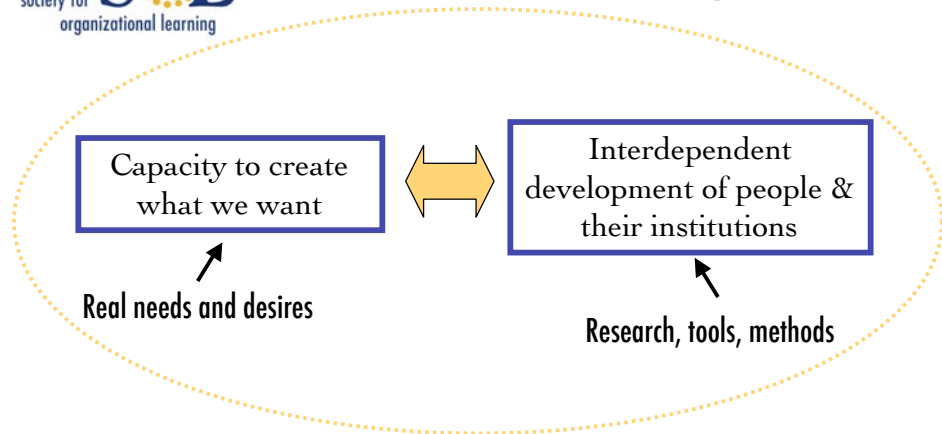 society for
organizational learning
Capacity to create
what we want
Interdependent
development of people &
their institutions
Real needs and desires
Research, tools, methods